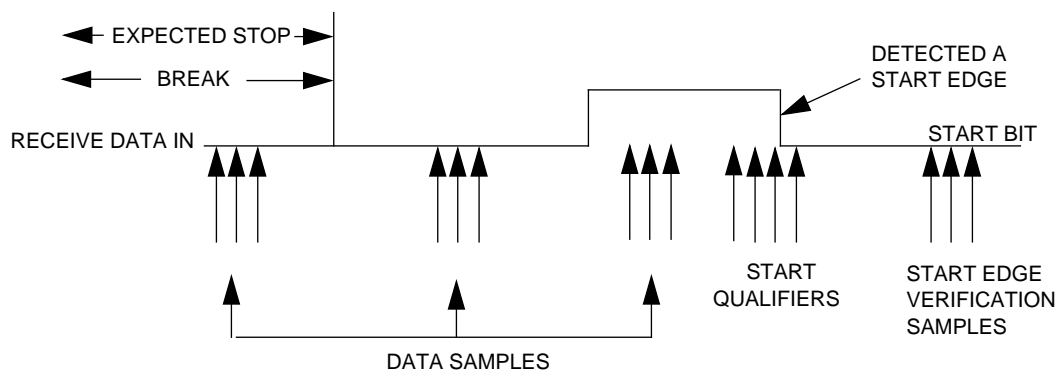 EXPECTED STOP
BREAK
DETECTED A
START EDGE
RECEIVE DATA IN
START BIT
START
QUALIFIERS
START EDGE
VERIFICATION
SAMPLES
DATA SAMPLES